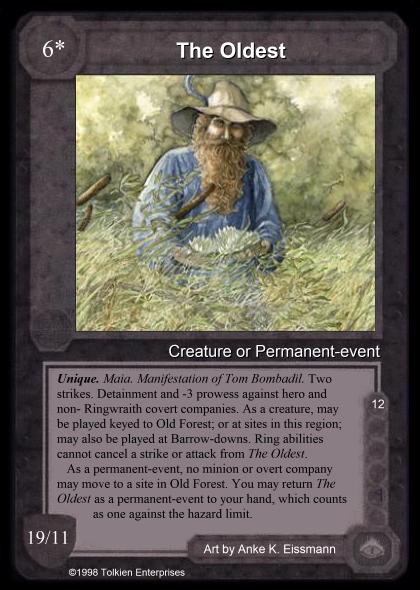 6*
The Oldest
Creature or Permanent-event
Unique. Maia. Manifestation of Tom Bombadil. Two
strikes. Detainment and -3 prowess against hero and
non- Ringwraith covert companies. As a creature, may
be played keyed to Old Forest; or at sites in this region;
may also be played at Barrow-downs. Ring abilities
cannot cancel a strike or attack from The Oldest.
As a permanent-event, no minion or overt company
may move to a site in Old Forest. You may return The
Oldest as a permanent-event to your hand, which counts
as one against the hazard limit.
12
19/11
Art by Anke K. Eissmann
©1998 Tolkien Enterprises